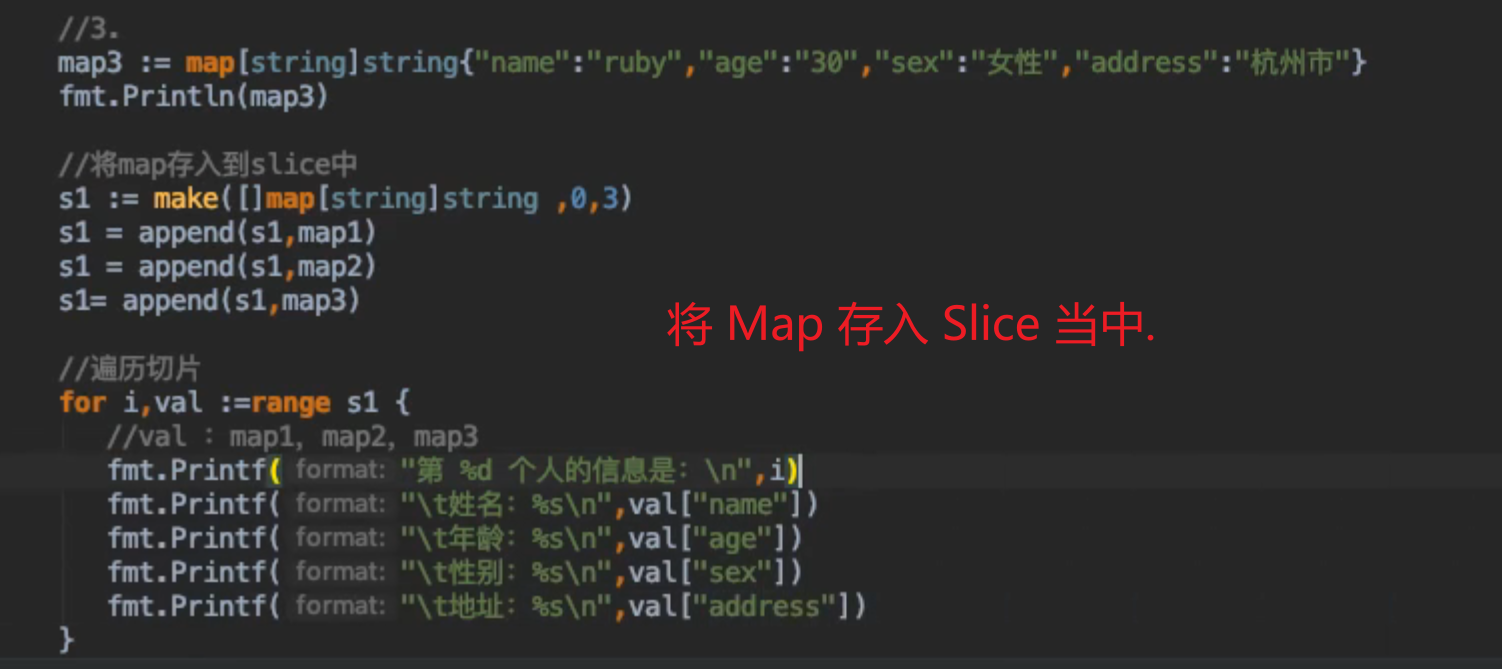 //3.
map3 := map[string]string{"name":"ruby","age":"30","sex":"女性","address":"杭州市"}
fmt.Println(map3)
//将map存入到slice中
s1 := make([]map[string]string ,0,3)
s1 = append(s1,map1)
s1 = append(s1,map2)
s1= append(s1,map3)
将 Map 存入 Slice 当中.
//遍历切片
for i,val :=range s1 {
//val : map1, map2, map3
fmt.Printf( format: "第 %d 个人的信息是: \n",i)
fmt.Printf( format: "\t姓名: %s\n",val["name"])
fmt.Printf( format: "\t年龄: %s\n",val["age"])
fmt.Printf( format: "\t性别: %s\n",val["sex"])
fmt.Printf( format: "\t地址: %s\n",val["address"])
}